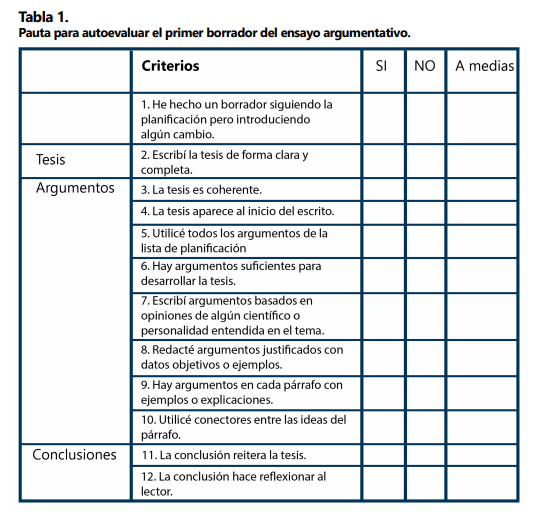 Tabla 1.
Pauta para autoevaluar el primer borrador del ensayo argumentativo.
Criterios SI NO A medias
1. He hecho un borrador siguiendo la
planificación pero introduciendo
algún cambio.
Tesis
2. Escribí la tesis de forma clara y
completa.
Argumentos
3. La tesis es coherente.
4. La tesis aparece al inicio del escrito.
5. Utilicé todos los argumentos de la
lista de planificación
6. Hay argumentos suficientes para
desarrollar la tesis.
7. Escribí argumentos basados en
opiniones de algún científico o
personalidad entendida en el tema.
8. Redacté argumentos justificados con
datos objetivos o ejemplos.
9. Hay argumentos en cada párrafo con
ejemplos o explicaciones.
10. Utilicé conectores entre las ideas del
párrafo.
Conclusiones
11. La conclusión reitera la tesis.
12. La conclusión hace reflexionar al
lector.